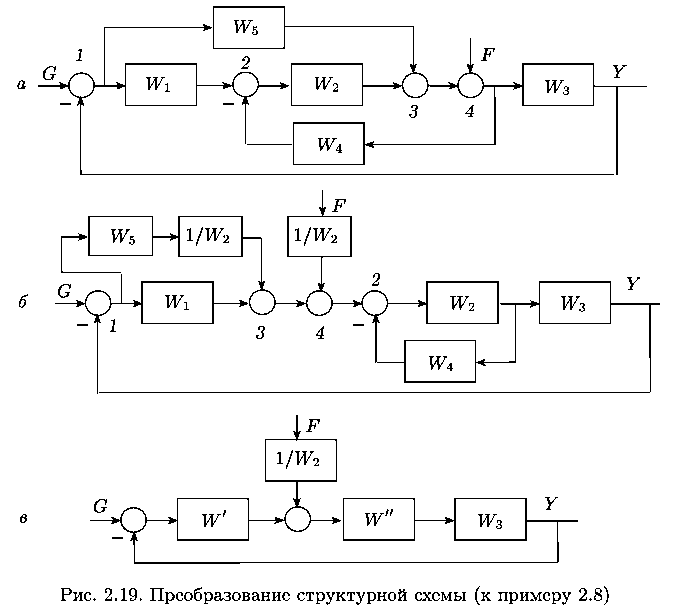 W₅
1
2
F
а
G
W₁
W₂
W₃
Y
−
−
3
4
W₄
F
W₅
1/W₂
1/W₂
б
G
W₁
2
W₂
W₃
Y
−
1
3
4
−
W₄
F
1/W₂
в
G
W′
W″
W₃
Y
−
Рис. 2.19. Преобразование структурной схемы (к примеру 2.8)